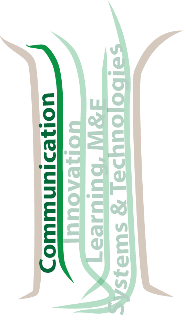 Communication
Innovation
Learning, M&E
Systems & Technologies